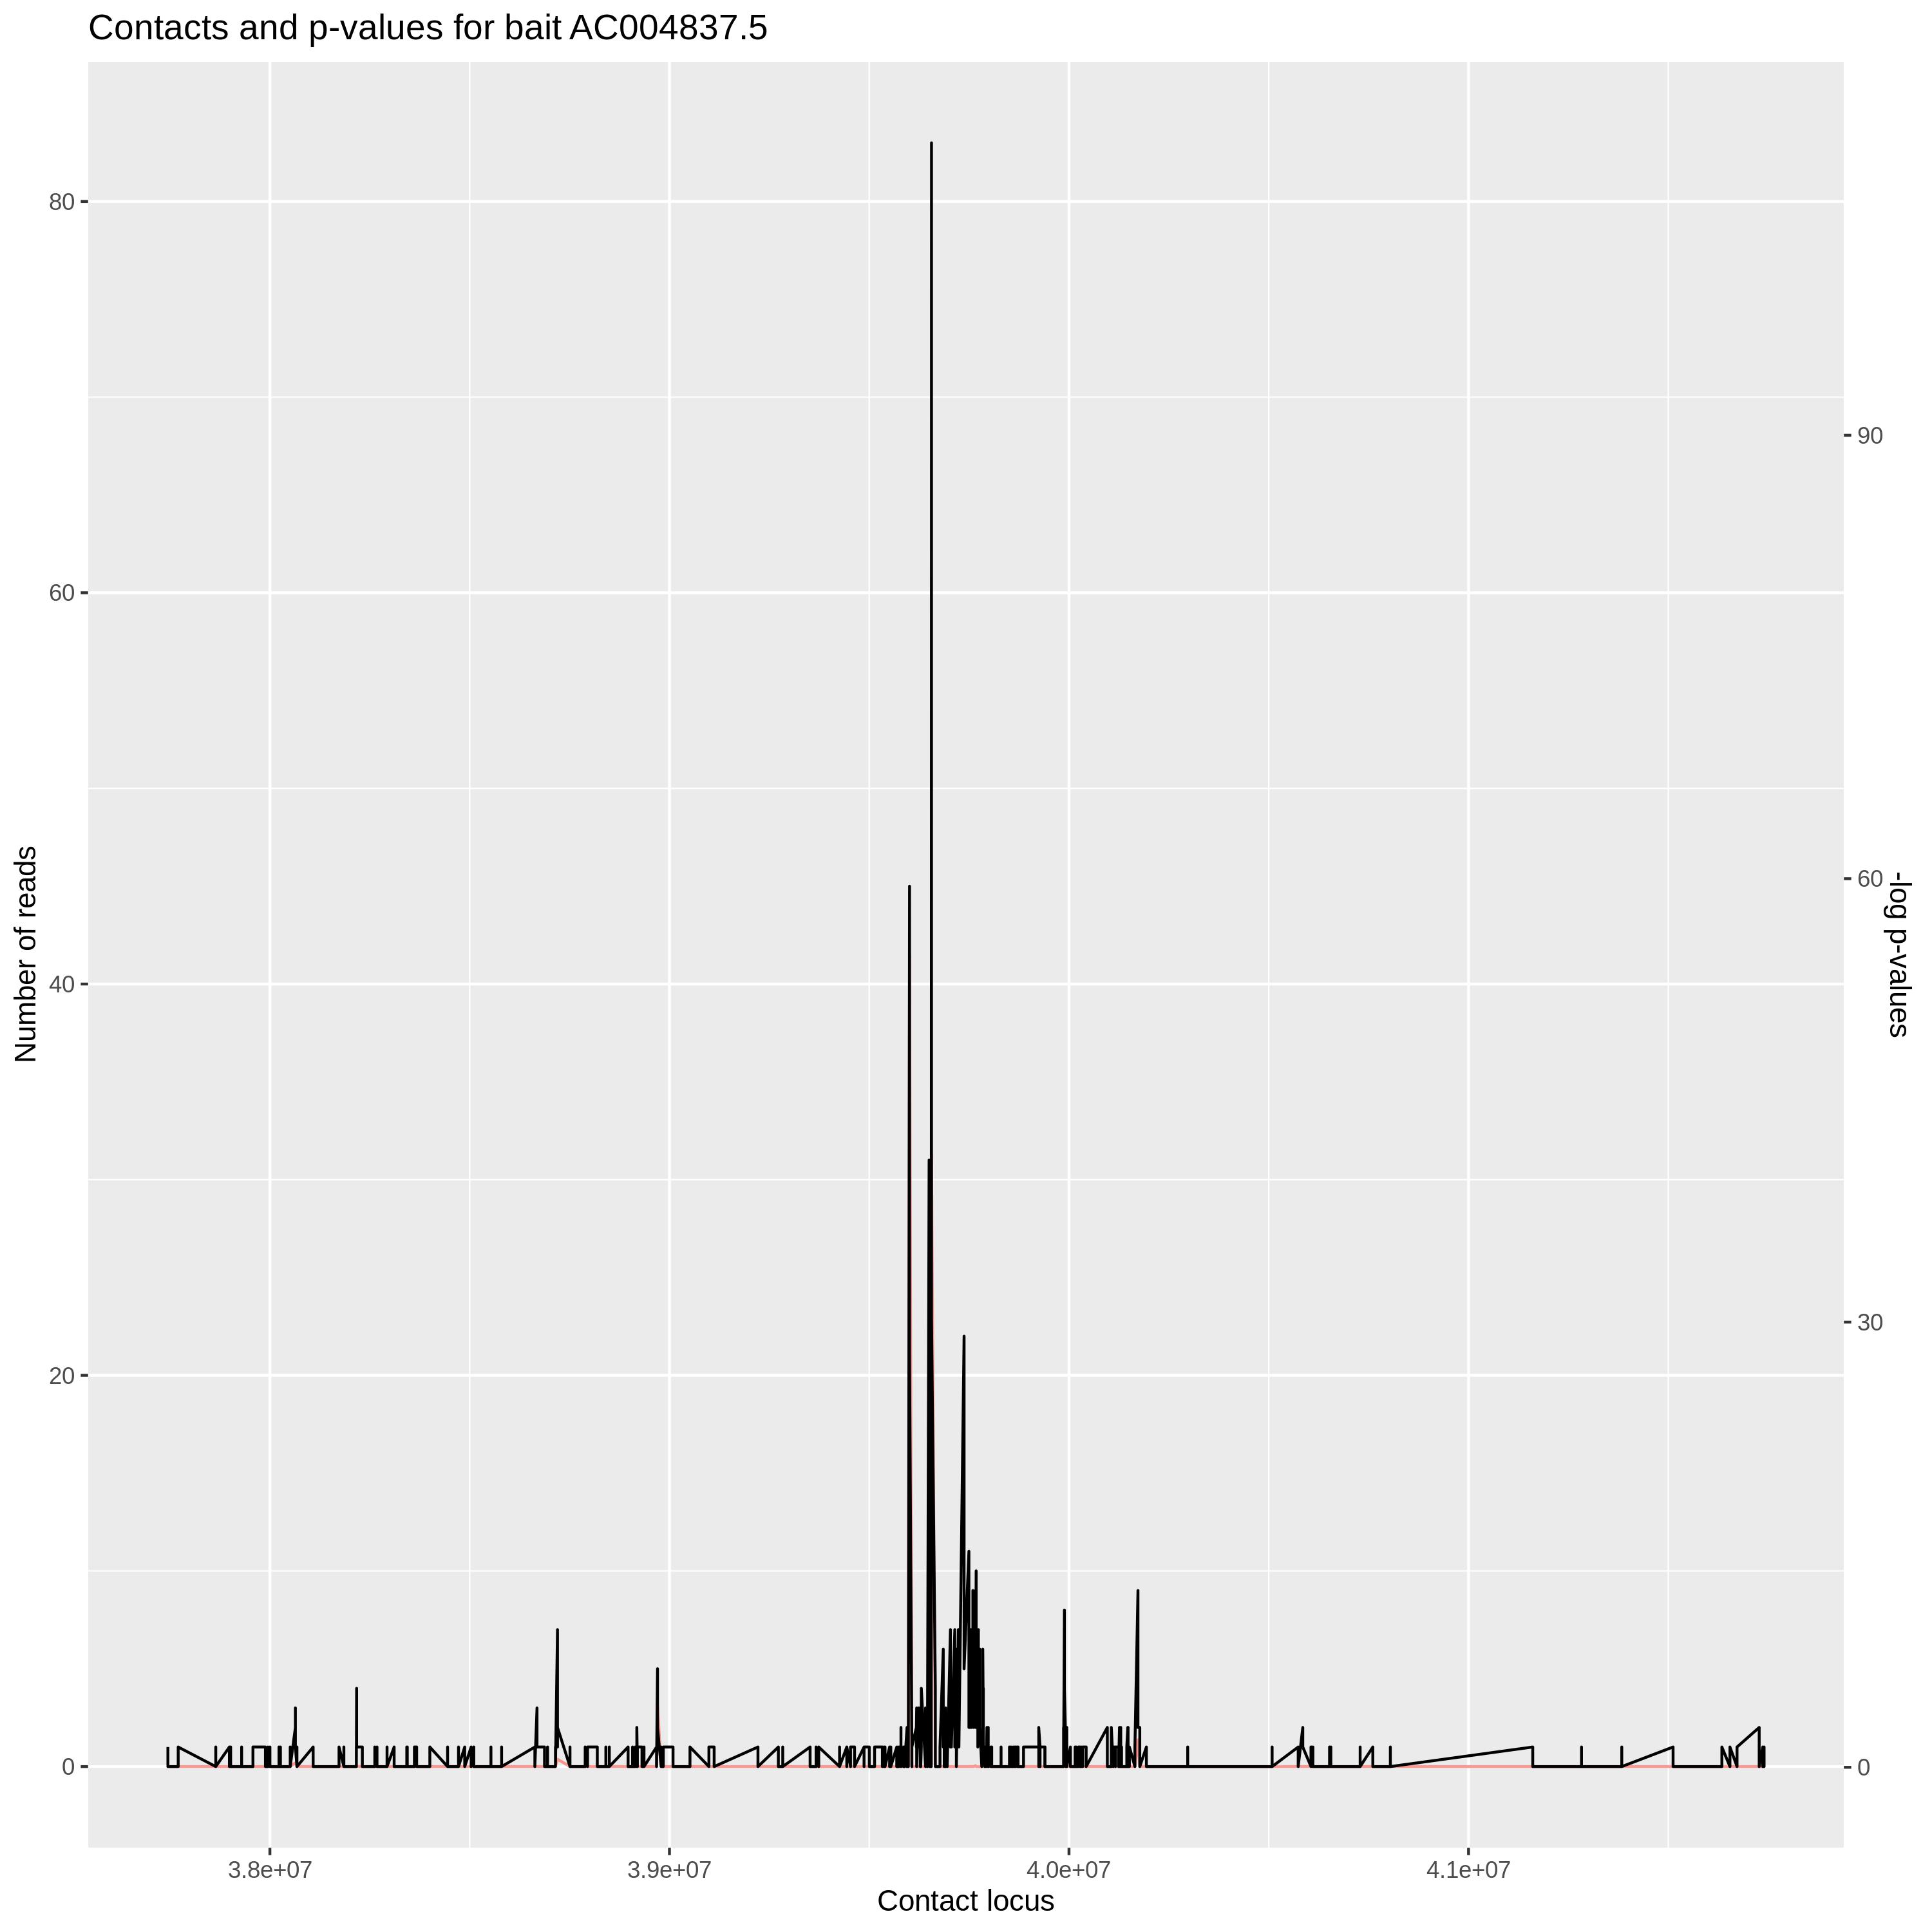 Contacts and p-values for bait AC004837.5
80
60
40
20
0
Number of reads
90
60
30
0
-log p-values
3.8e+07
3.9e+07
4.0e+07
4.1e+07
Contact locus